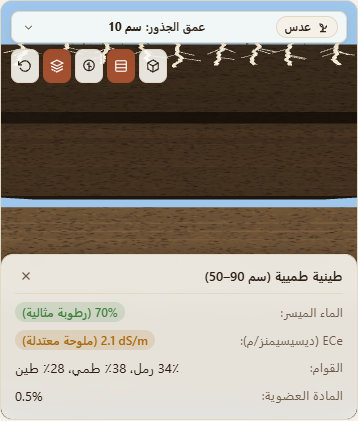 عدس
عمق الجذور: سم 10
طينية طميية (سم 90–50)
الماء الميسر: 70% (رطوبة مثالية)
ECe (ديسيسيمنز/م): 2.1 dS/m (ملوحة معتدلة)
القوام: 34٪ رمل، 38٪ طمي، 28٪ طين
المادة العضوية: 0.5%